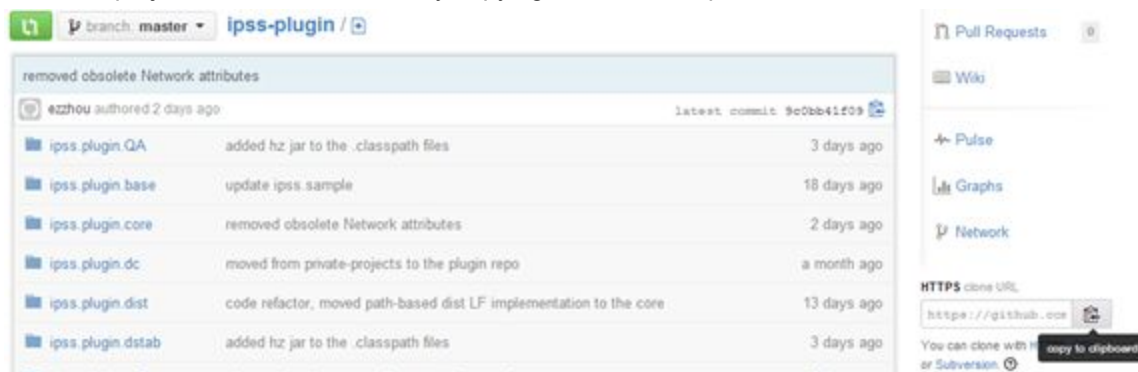 branch: master
ipss-plugin /
removed obsolete Network attributes
ezzhou authored 2 days ago
latest commit 9c0bb41f09
ipss.plugin.QA added hz jar to the .classpath files 3 days ago
ipss.plugin.base update ipss.sample 18 days ago
ipss.plugin.core removed obsolete Network attributes 2 days ago
ipss.plugin.dc moved from private-projects to the plugin repo a month ago
ipss.plugin.dist code refactor, moved path-based dist LF implementation to the core 13 days ago
ipss.plugin.dstab added hz jar to the .classpath files 3 days ago
Pull Requests 0
Wiki
Pulse
Graphs
Network
HTTPS clone URL
https://github.com
copy to clipboard
You can clone with H
or Subversion.